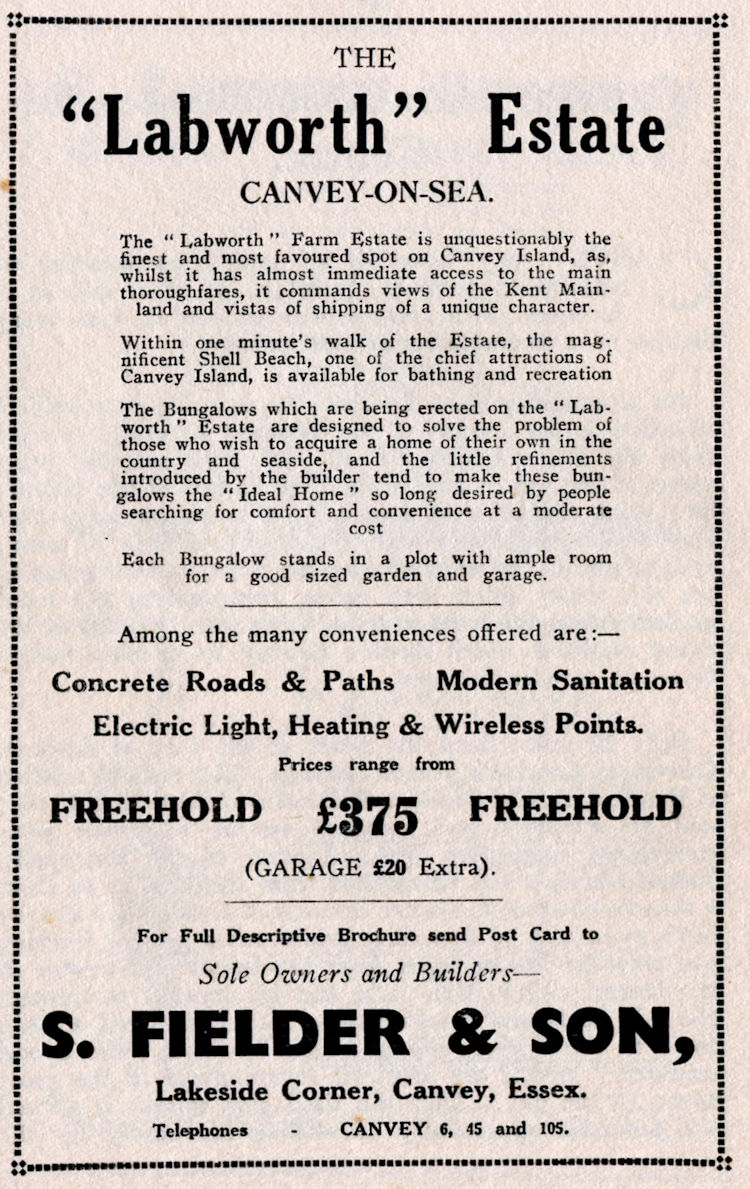 THE
"Labworth" Estate
CANVEY-ON-SEA.
The "Labworth" Farm Estate is unquestionably the
finest and most favoured spot on Canvey Island, as,
whilst it has almost immediate access to the main
thoroughfares, it commands views of the Kent Main-
land and vistas of shipping of a unique character.
Within one minute's walk of the Estate, the mag-
nificent Shell Beach, one of the chief attractions of
Canvey Island, is available for bathing and recreation
The Bungalows which are being erected on the "Lab-
worth" Estate are designed to solve the problem of
those who wish to acquire a home of their own in the
country and seaside, and the little refinements
introduced by the builder tend to make these bun-
galows the "Ideal Home" so long desired by people
searching for comfort and convenience at a moderate
cost
Each Bungalow stands in a plot with ample room
for a good sized garden and garage.
Among the many conveniences offered are:—
Concrete Roads & Paths Modern Sanitation
Electric Light, Heating & Wireless Points.
Prices range from
FREEHOLD £375 FREEHOLD
(GARAGE £20 Extra).
For Full Descriptive Brochure send Post Card to
Sole Owners and Builders—
S. FIELDER & SON,
Lakeside Corner, Canvey, Essex.
Telephones - CANVEY 6, 45 and 105.